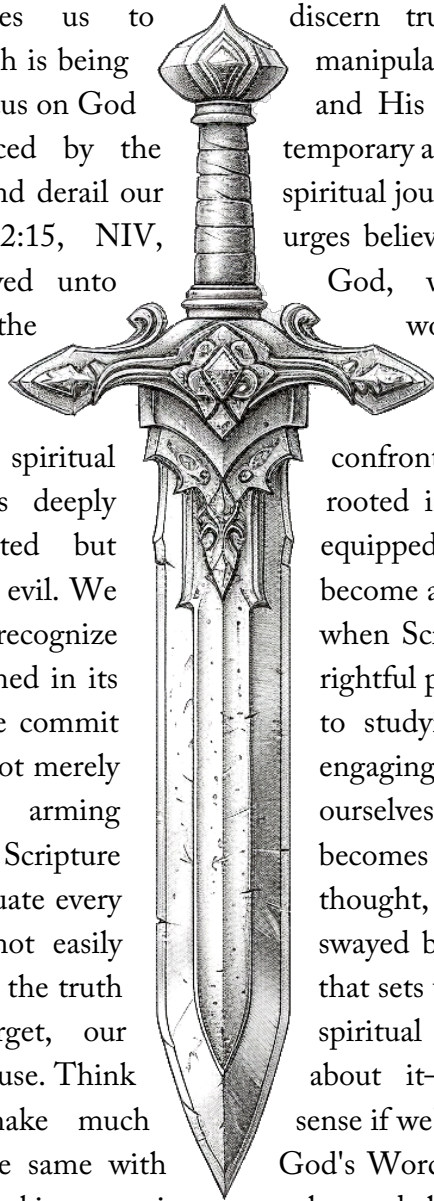 es us to discern tru
h is being manipula
us on God and His
ced by the temporary a
nd derail our spiritual jou
2:15, NIV, urges believ
ved unto God, w
the wo
spiritual confront
s deeply rooted i
ted but equipped
evil. We become a
recognize when Scr
ned in its rightful p
e commit to study
ot merely engaging
arming ourselves
Scripture becomes
uate every thought,
not easily swayed b
the truth that sets
rget, our spiritual
use. Think about it–
make much sense if we
e same with God's Word